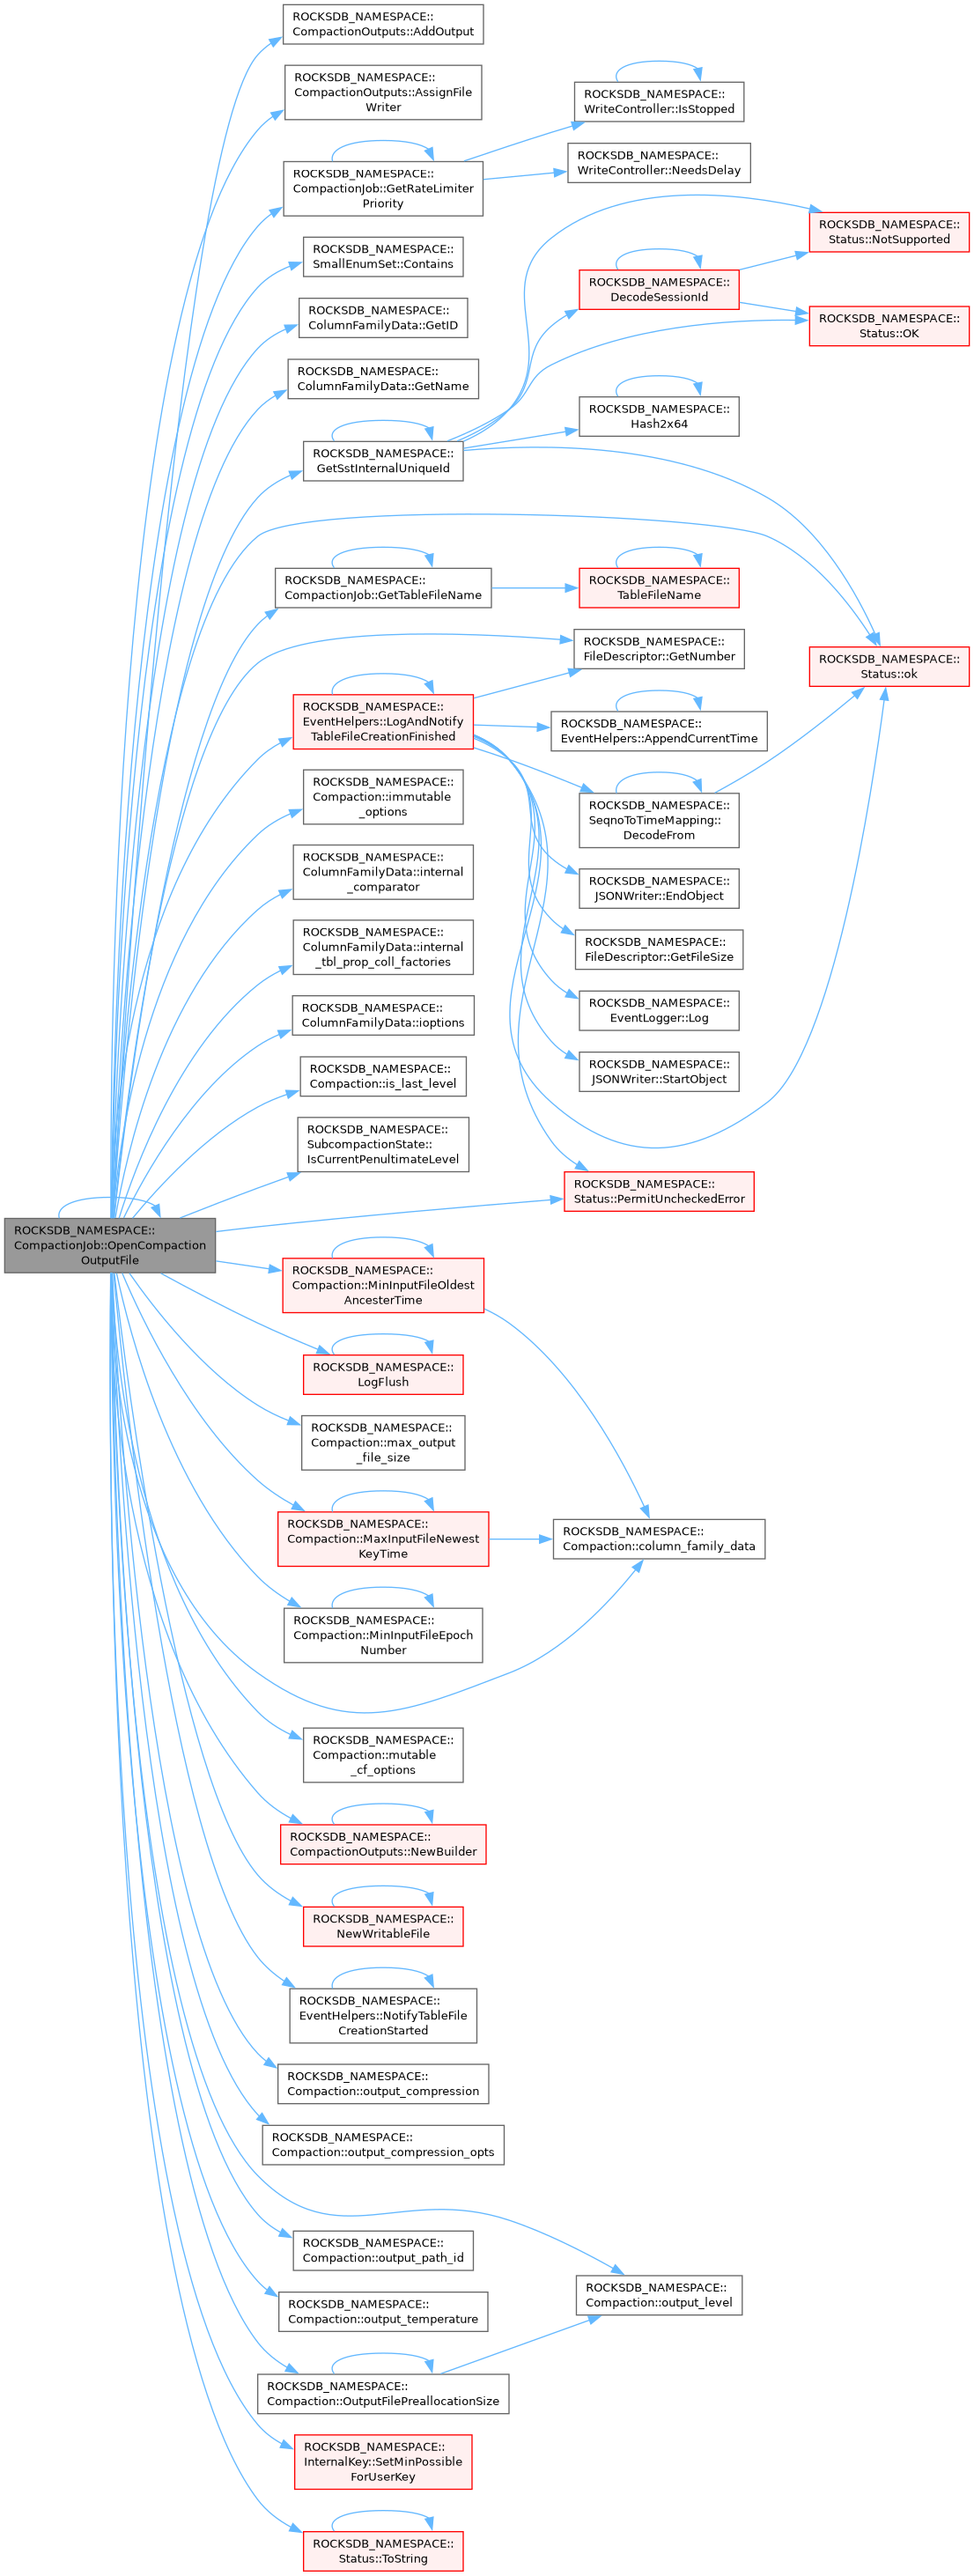 ROCKSDB_NAMESPACE::
CompactionOutputs::AddOutput
ROCKSDB_NAMESPACE::
CompactionOutputs::AssignFile
Writer
ROCKSDB_NAMESPACE::
WriteController::IsStopped
ROCKSDB_NAMESPACE::
WriteController::NeedsDelay
ROCKSDB_NAMESPACE::
CompactionJob::GetRateLimiter
Priority
ROCKSDB_NAMESPACE::
Status::NotSupported
ROCKSDB_NAMESPACE::
SmallEnumSet::Contains
ROCKSDB_NAMESPACE::
DecodeSessionId
ROCKSDB_NAMESPACE::
ColumnFamilyData::GetID
ROCKSDB_NAMESPACE::
Status::OK
ROCKSDB_NAMESPACE::
ColumnFamilyData::GetName
ROCKSDB_NAMESPACE::
Hash2x64
ROCKSDB_NAMESPACE::
GetSstInternalUniqueId
ROCKSDB_NAMESPACE::
CompactionJob::GetTableFileName
ROCKSDB_NAMESPACE::
TableFileName
ROCKSDB_NAMESPACE::
FileDescriptor::GetNumber
ROCKSDB_NAMESPACE::
Status::ok
ROCKSDB_NAMESPACE::
EventHelpers::LogAndNotify
TableFileCreationFinished
ROCKSDB_NAMESPACE::
EventHelpers::AppendCurrentTime
ROCKSDB_NAMESPACE::
Compaction::immutable
_options
ROCKSDB_NAMESPACE::
SeqnoToTimeMapping::
DecodeFrom
ROCKSDB_NAMESPACE::
ColumnFamilyData::internal
_comparator
ROCKSDB_NAMESPACE::
JSONWriter::EndObject
ROCKSDB_NAMESPACE::
ColumnFamilyData::internal
_tbl_prop_coll_factories
ROCKSDB_NAMESPACE::
FileDescriptor::GetFileSize
ROCKSDB_NAMESPACE::
ColumnFamilyData::ioptions
ROCKSDB_NAMESPACE::
EventLogger::Log
ROCKSDB_NAMESPACE::
Compaction::is_last_level
ROCKSDB_NAMESPACE::
JSONWriter::StartObject
ROCKSDB_NAMESPACE::
SubcompactionState::
IsCurrentPenultimateLevel
ROCKSDB_NAMESPACE::
Status::PermitUncheckedError
ROCKSDB_NAMESPACE::
CompactionJob::OpenCompaction
OutputFile
ROCKSDB_NAMESPACE::
Compaction::MinInputFileOldest
AncesterTime
ROCKSDB_NAMESPACE::
LogFlush
ROCKSDB_NAMESPACE::
Compaction::max_output
_file_size
ROCKSDB_NAMESPACE::
Compaction::MaxInputFileNewest
KeyTime
ROCKSDB_NAMESPACE::
Compaction::column_family_data
ROCKSDB_NAMESPACE::
Compaction::MinInputFileEpoch
Number
ROCKSDB_NAMESPACE::
Compaction::mutable
_cf_options
ROCKSDB_NAMESPACE::
CompactionOutputs::NewBuilder
ROCKSDB_NAMESPACE::
NewWritableFile
ROCKSDB_NAMESPACE::
EventHelpers::NotifyTableFile
CreationStarted
ROCKSDB_NAMESPACE::
Compaction::output_compression
ROCKSDB_NAMESPACE::
Compaction::output_compression_opts
ROCKSDB_NAMESPACE::
Compaction::output_path_id
ROCKSDB_NAMESPACE::
Compaction::output_level
ROCKSDB_NAMESPACE::
Compaction::output_temperature
ROCKSDB_NAMESPACE::
Compaction::OutputFilePreallocationSize
ROCKSDB_NAMESPACE::
InternalKey::SetMinPossible
ForUserKey
ROCKSDB_NAMESPACE::
Status::ToString